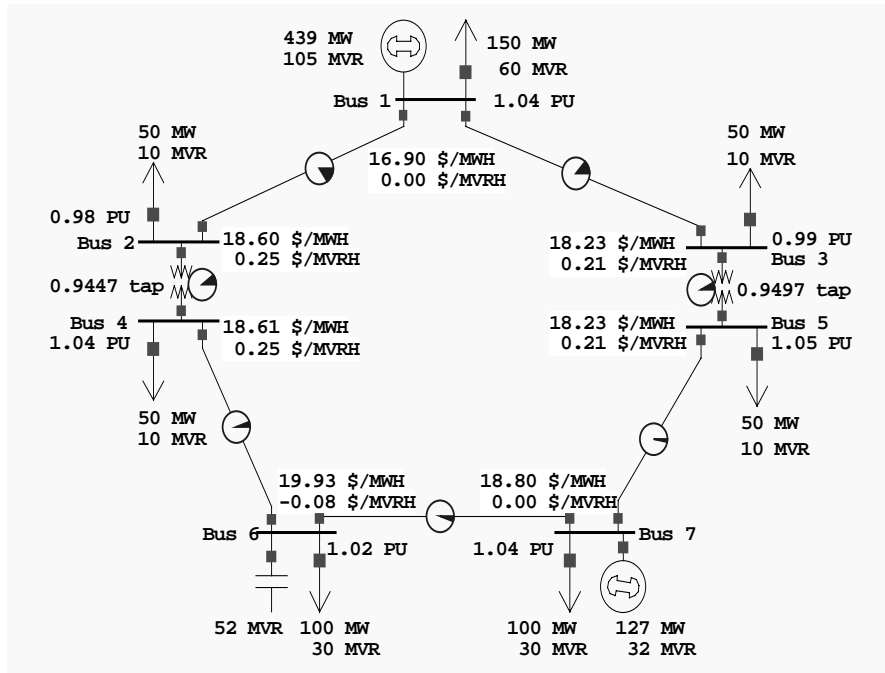 439 MW
105 MVR
150 MW
60 MVR
Bus 1
1.04 PU
16.90 $/MWH
0.00 $/MVRH
50 MW
10 MVR
50 MW
10 MVR
0.98 PU
Bus 2
18.60 $/MWH
0.25 $/MVRH
18.23 $/MWH
0.21 $/MVRH
0.99 PU
Bus 3
0.9447 tap
0.9497 tap
Bus 4
1.04 PU
18.61 $/MWH
0.25 $/MVRH
18.23 $/MWH
0.21 $/MVRH
Bus 5
1.05 PU
50 MW
10 MVR
50 MW
10 MVR
19.93 $/MWH
-0.08 $/MVRH
18.80 $/MWH
0.00 $/MVRH
Bus 6
1.02 PU
1.04 PU
Bus 7
52 MVR
100 MW
30 MVR
100 MW
30 MVR
127 MW
32 MVR